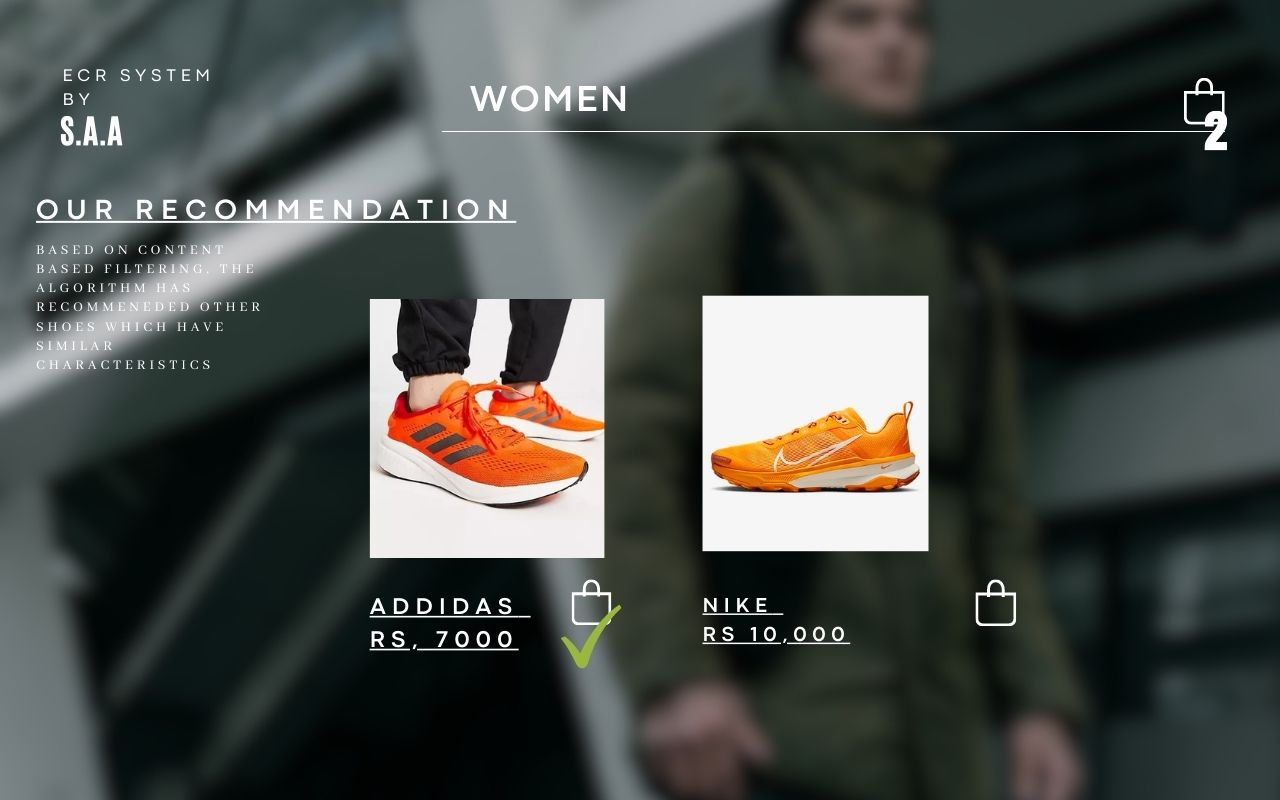 ECR SYSTEM
BY
S.A.A
WOMEN
2
OUR RECOMMENDATION
BASED ON CONTENT
BASED FILTERING, THE
ALGORITHM HAS
RECOMMENEDED OTHER
SHOES WHICH HAVE
SIMILAR
CHARACTERISTICS
ADDIDAS
RS, 7000
NIKE
RS 10,000